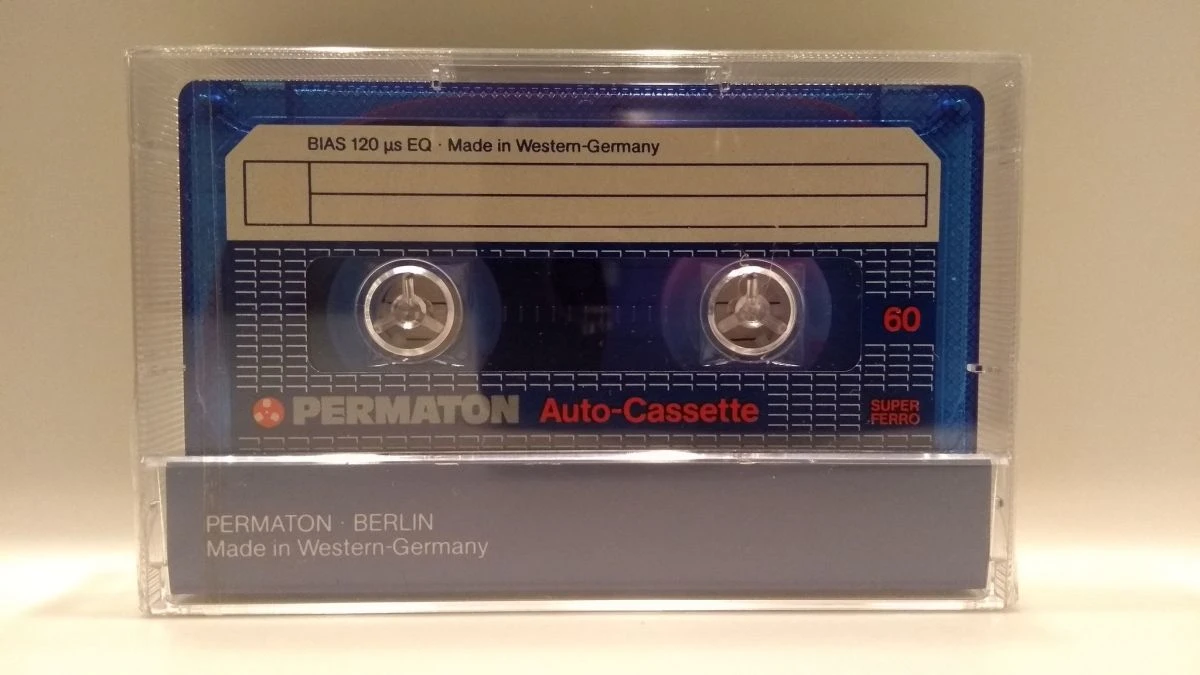 BIAS 120 µs EQ · Made in Western-Germany
60
PERMATON Auto-Cassette
SUPER
FERRO
PERMATON · BERLIN
Made in Western-Germany